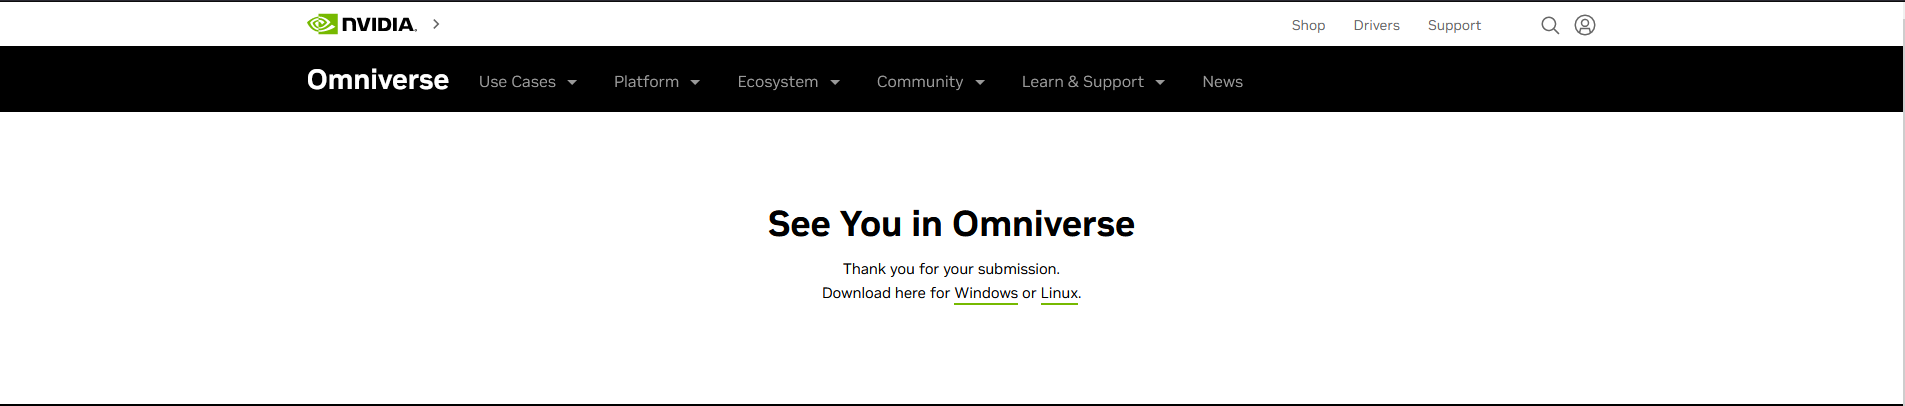 NVIDIA.
Shop Drivers Support
Omniverse Use Cases Platform Ecosystem Community Learn & Support News
See You in Omniverse
Thank you for your submission.
Download here for Windows or Linux.